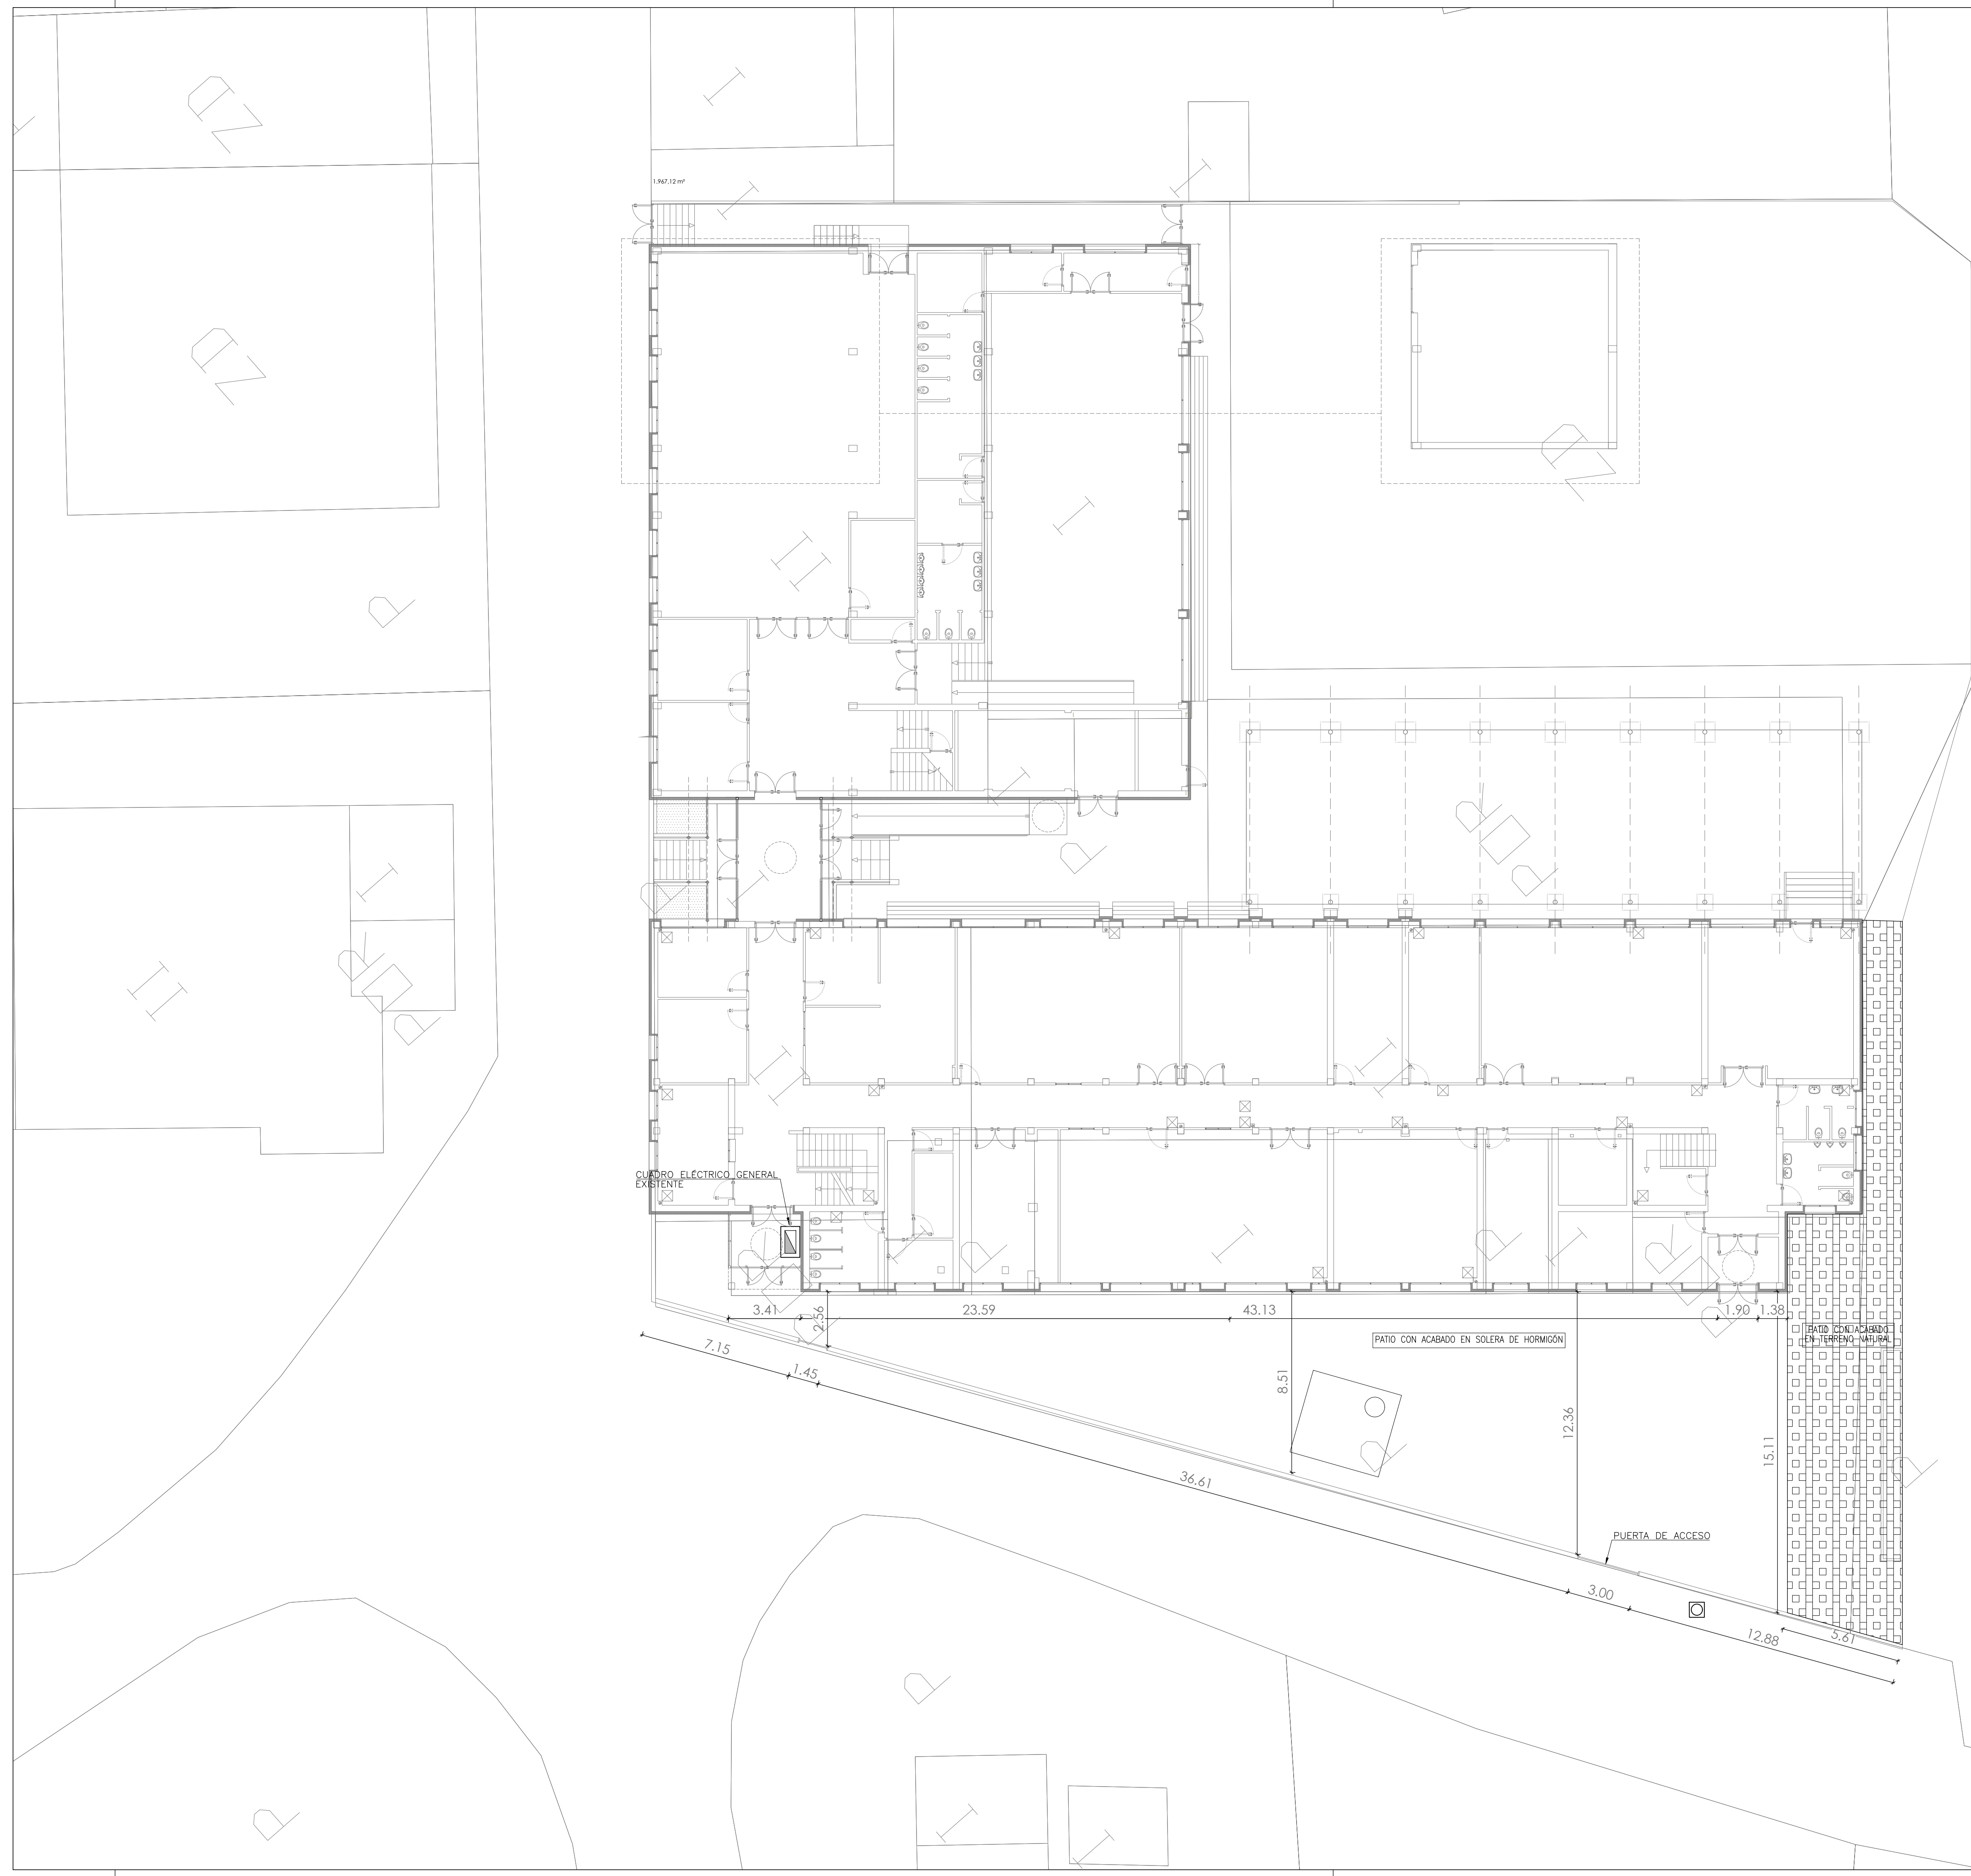 1.967,12 m²
CUADRO ELÉCTRICO GENERAL
EXISTENTE
3.41
2.56
23.59
43.13
1.90
1.38
PATIO CON ACABADO EN SOLERA DE HORMIGÓN
PATIO CON ACABADO
EN TERRENO NATURAL
7.15
1.45
8.51
12.36
15.11
36.61
PUERTA DE ACCESO
3.00
12.88
5.61